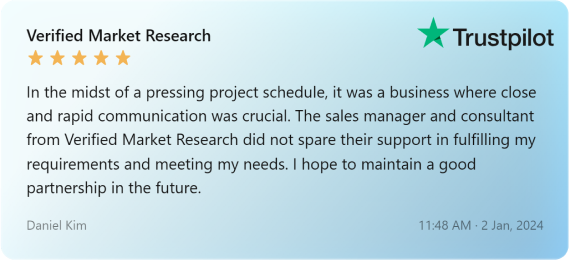 Verified Market Research
Trustpilot
In the midst of a pressing project schedule, it was a business where close
and rapid communication was crucial. The sales manager and consultant
from Verified Market Research did not spare their support in fulfilling my
requirements and meeting my needs. I hope to maintain a good
partnership in the future.
Daniel Kim
11:48 AM · 2 Jan, 2024